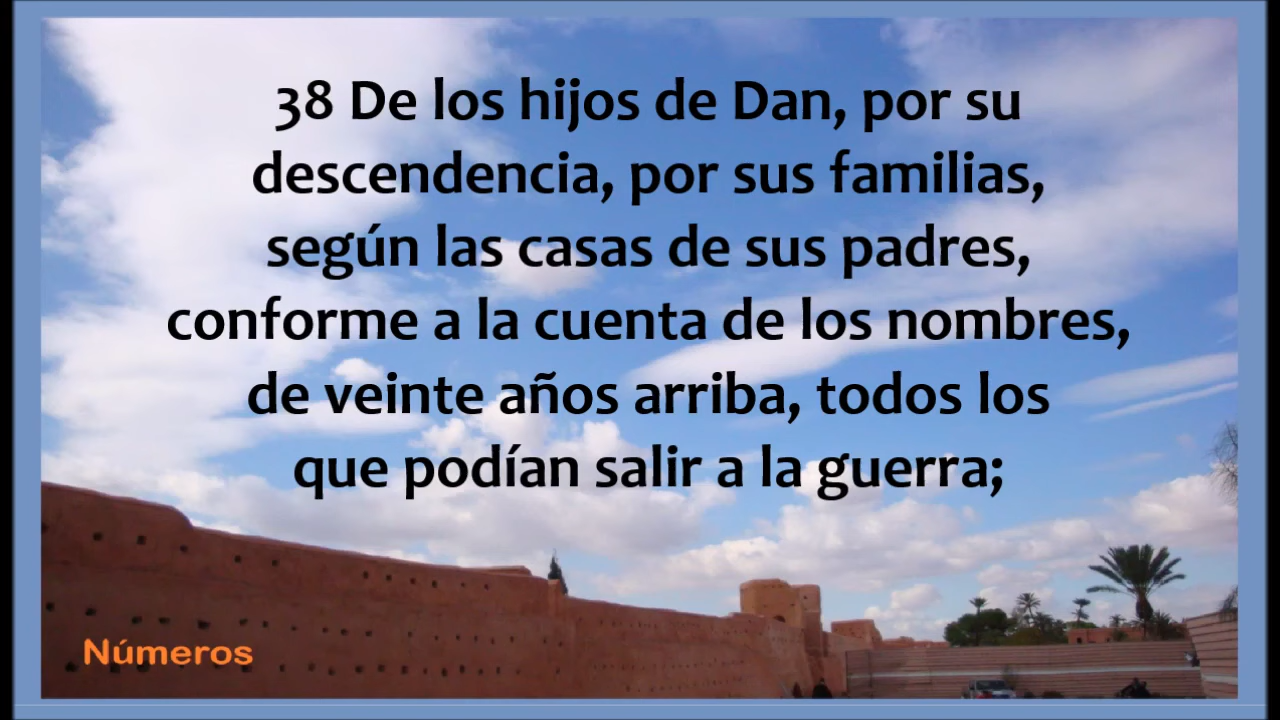 38 De los hijos de Dan, por su
descendencia, por sus familias,
según las casas de sus padres,
conforme a la cuenta de los nombres,
de veinte años arriba, todos los
que podían salir a la guerra;
Números